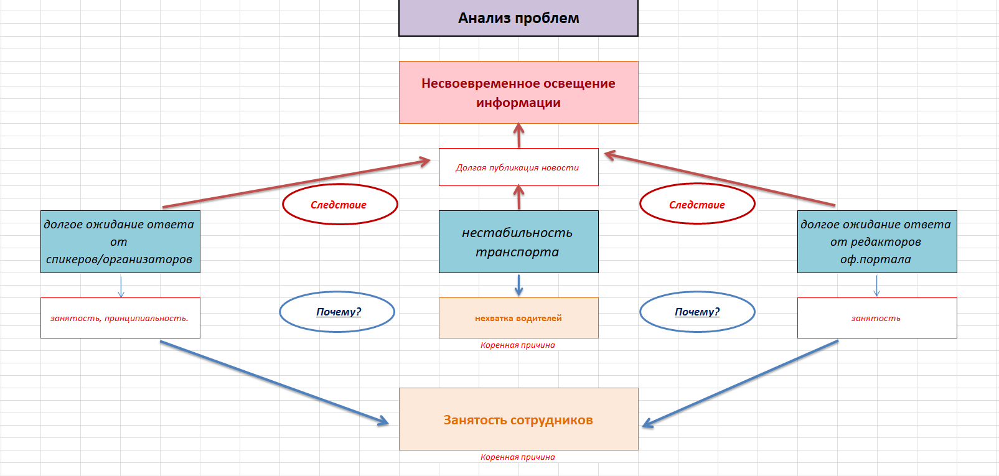 Анализ проблем
Несвоевременное освещение
информации
Долгая публикация новости
Следствие
Следствие
долгое ожидание ответа
от
спикеров/организаторов
нестабильность
транспорта
долгое ожидание ответа
от редакторов
оф.портала
занятость, принципиальность.
Почему?
нехватка водителей
Почему?
занятость
Коренная причина
Занятость сотрудников
Коренная причина